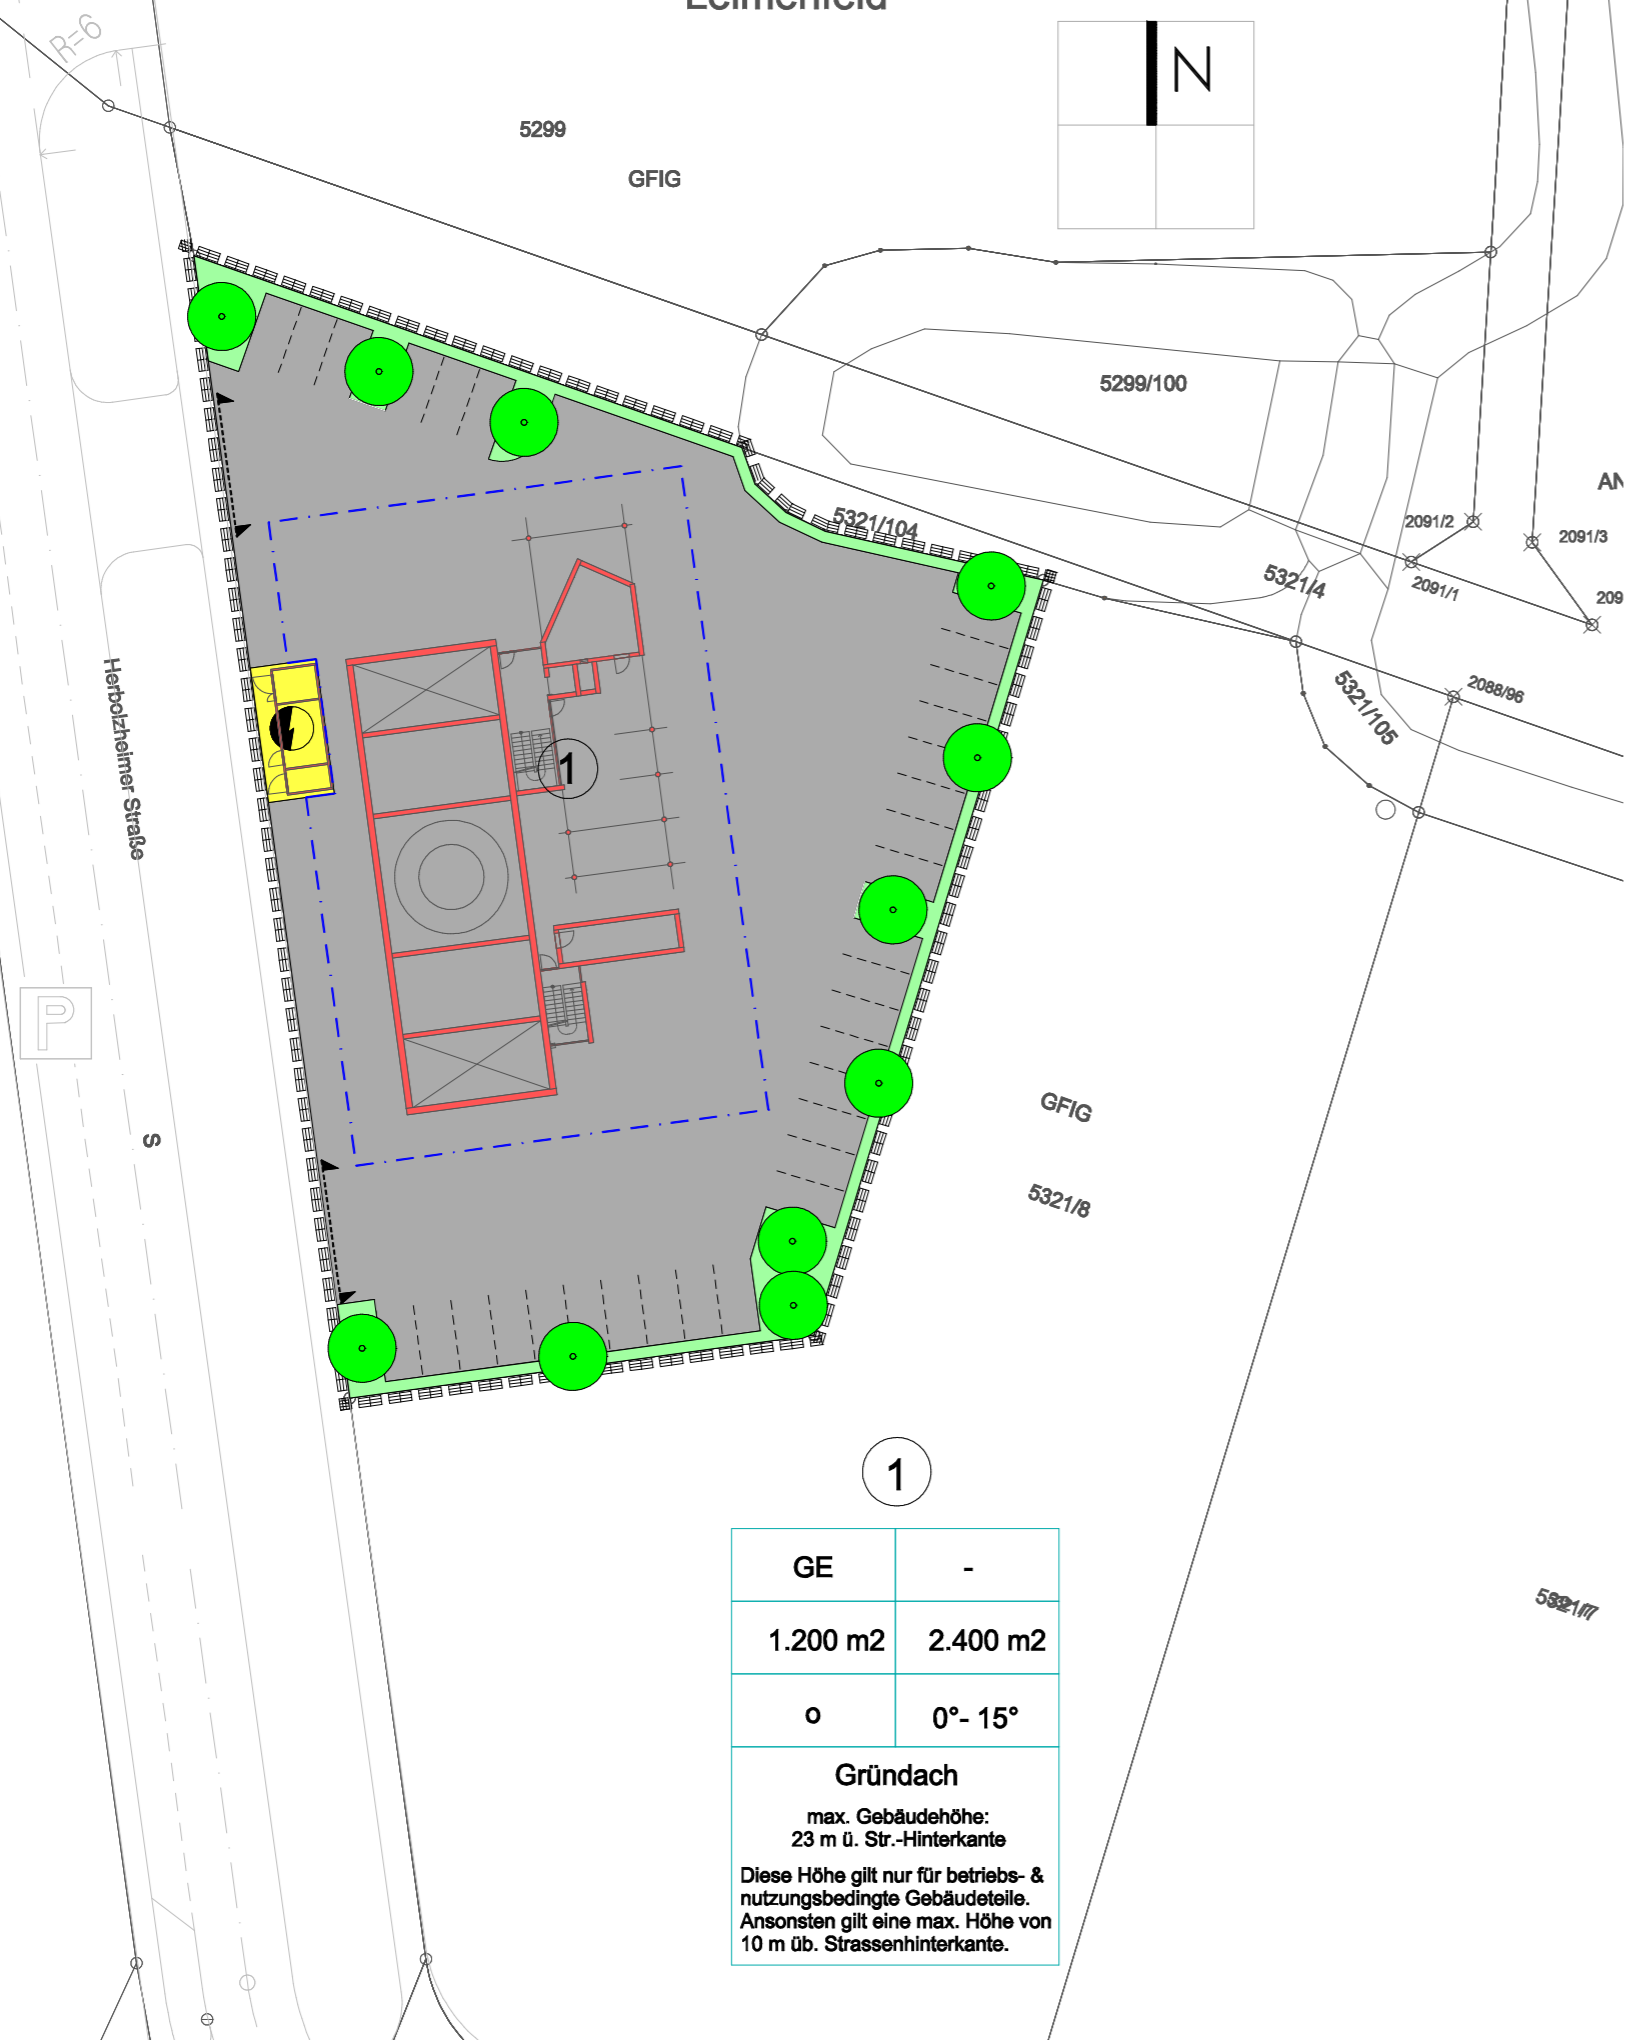 R=6
N
5299
GFIG
5299/100
5321/104
2091/2
2091/3
5321/4
2091/1
5321/105
2088/96
Herbolzheimer Straße
1
P
S
GFIG
5321/8
1
GE -
1.200 m2 2.400 m2
o 0°- 15°
Gründach
max. Gebäudehöhe:
23 m ü. Str.-Hinterkante
Diese Höhe gilt nur für betriebs- &
nutzungsbedingte Gebäudeteile.
Ansonsten gilt eine max. Höhe von
10 m üb. Strassenhinterkante.